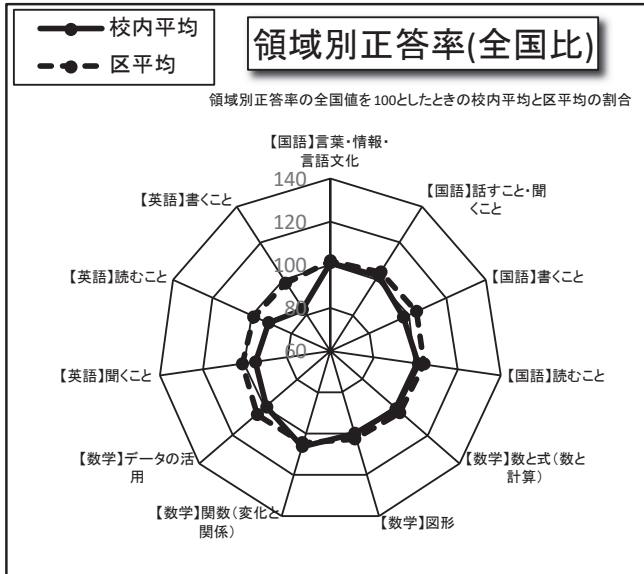 校内平均
区平均
領域別正答率(全国比)
領域別正答率の全国値を100としたときの校内平均と区平均の割合
【国語】言葉・情報・
言語文化
【国語】話すこと・聞
くこと
【国語】書くこと
【国語】読むこと
【数学】数と式(数と
計算)
【数学】図形
【数学】関数(変化と
関係)
【数学】データの活
用
【英語】聞くこと
【英語】読むこと
【英語】書くこと
140
120
100
80
60